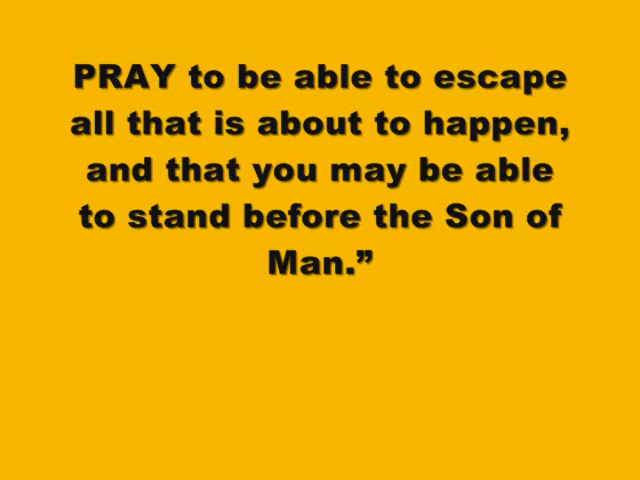 PRAY to be able to escape
all that is about to happen,
and that you may be able
to stand before the Son of
Man.”